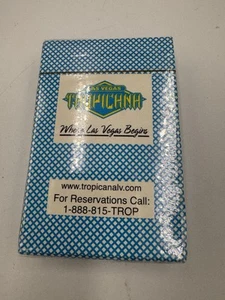 LAS VEGAS
TROPICANA
Where Las Vegas Begins
www.tropicanalv.com
For Reservations Call:
1-888-815-TROP